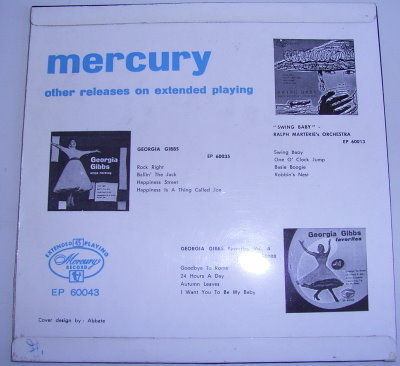 mercury
other releases on extended playing
"SWING BABY" -
RALPH MARTERIE's ORCHESTRA
EP 60013
Swing Baby
One O' Clock Jump
Basie Boogie
Robbin's Nest
Georgia
Gibbs
GEORGIA GIBBS
EP 60035
Rock Right
Ballin' The Jack
Happiness Street
Happiness Is A Thing Called Joe
GEORGIA GIBBS
Goodbye To Rome
24 Hours A Day
Autumn Leaves
I Want You To Be My Baby
Georgia Gibbs
favorites
EXTENDED 45 PLAYING
Mercury
RECORD
EP 60043
Cover design by : Abbate